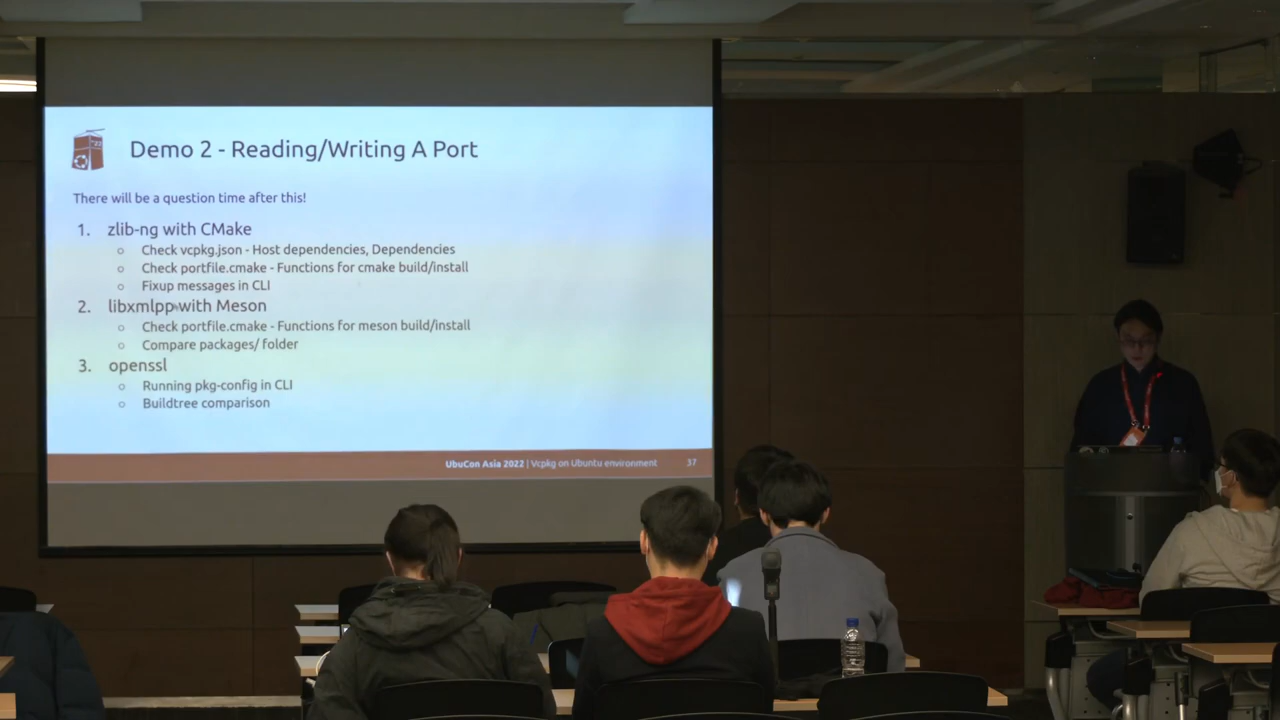 '22
Demo 2 - Reading/Writing A Port
There will be a question time after this!
1. zlib-ng with CMake
○ Check vcpkg.json - Host dependencies, Dependencies
○ Check portfile.cmake - Functions for cmake build/install
○ Fixup messages in CLI
2. libxmlpp with Meson
○ Check portfile.cmake - Functions for meson build/install
○ Compare packages/ folder
3. openssl
○ Running pkg-config in CLI
○ Buildtree comparison
UbuCon Asia 2022 | Vcpkg on Ubuntu environment 37